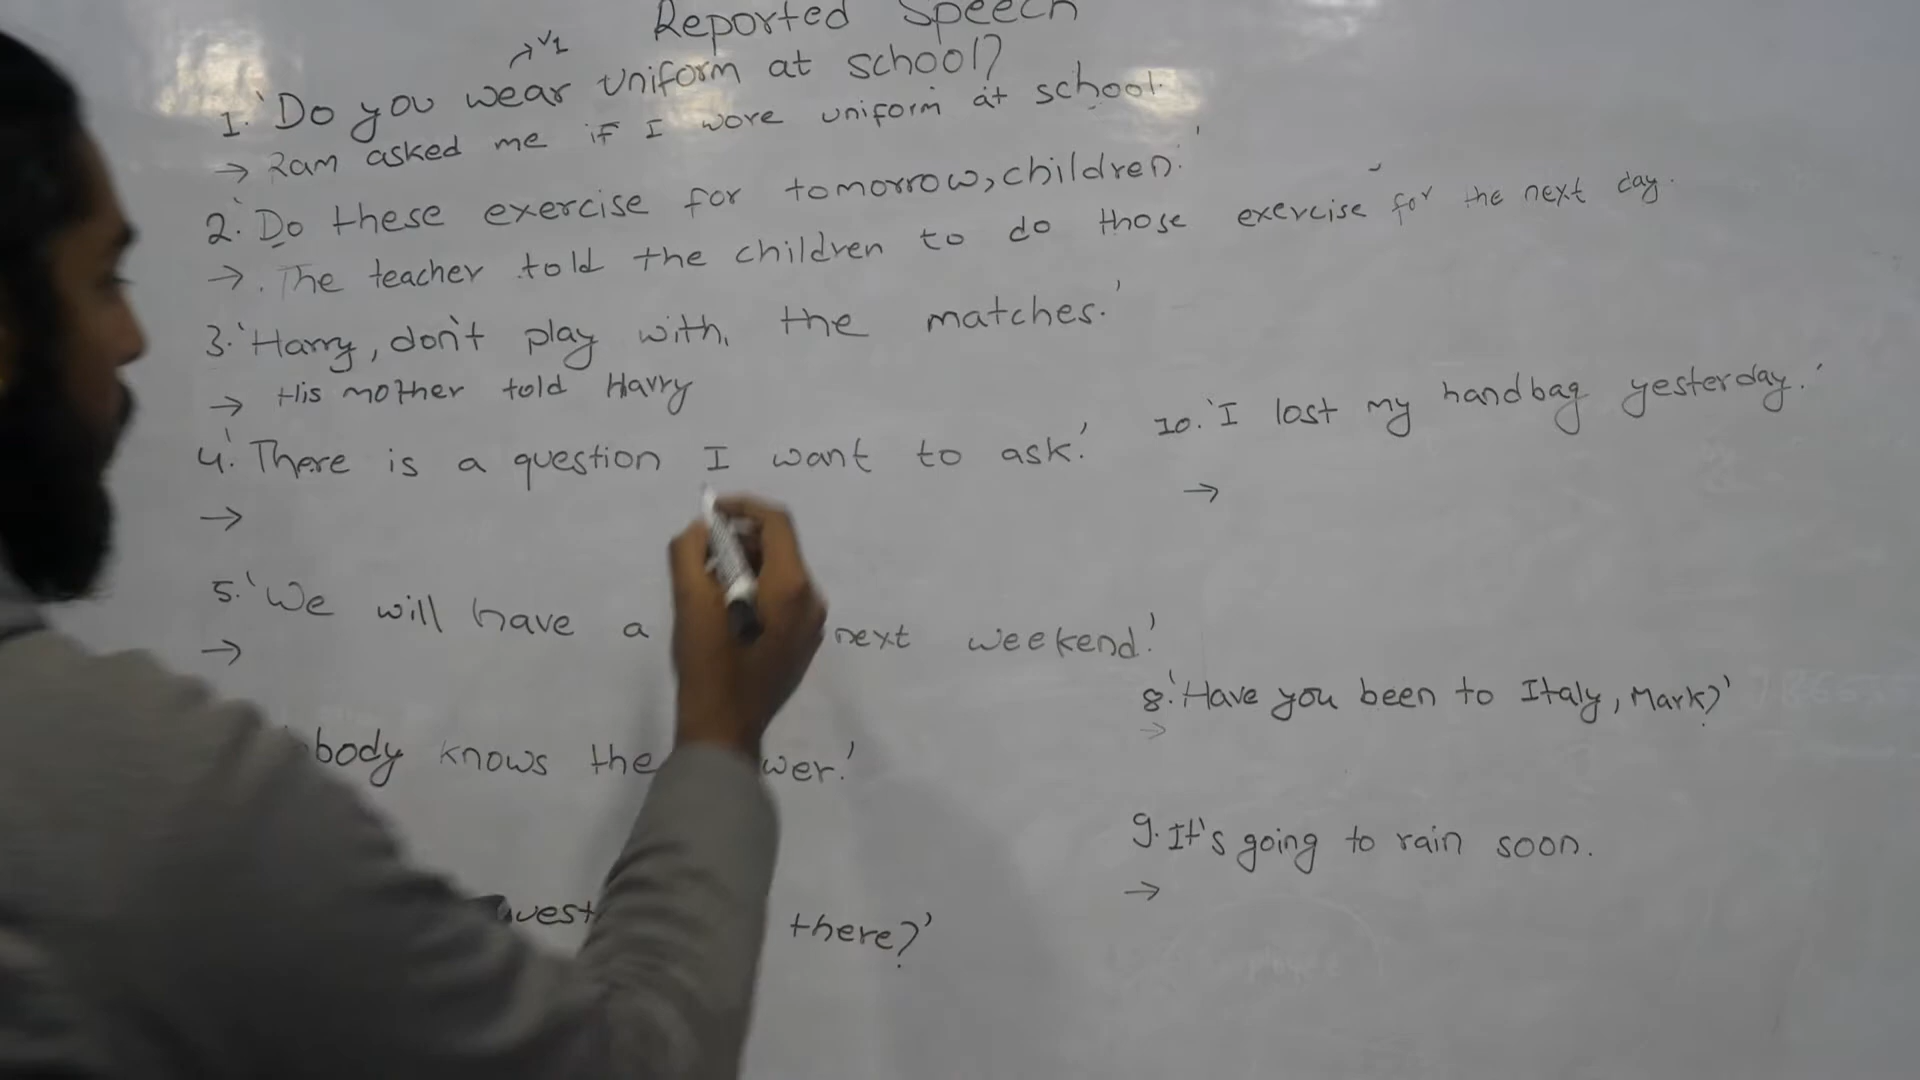 Reported Speech
→ V1
1. 'Do you wear uniform at school?
→ Ram asked me if I wore uniform at school.
2. 'Do these exercise for tomorrow, children.'
→ . The teacher told the children to do those exercise for the next day.
3. 'Harry, don't play with the matches.'
→ His mother told Harry
4. 'There is a question I want to ask.'
→
5. 'We will have a next weekend.'
→
body knows the wer.'
there?'
8. 'Have you been to Italy, Mark?'
→
9. It's going to rain soon.
→
10. 'I lost my handbag yesterday.'
→